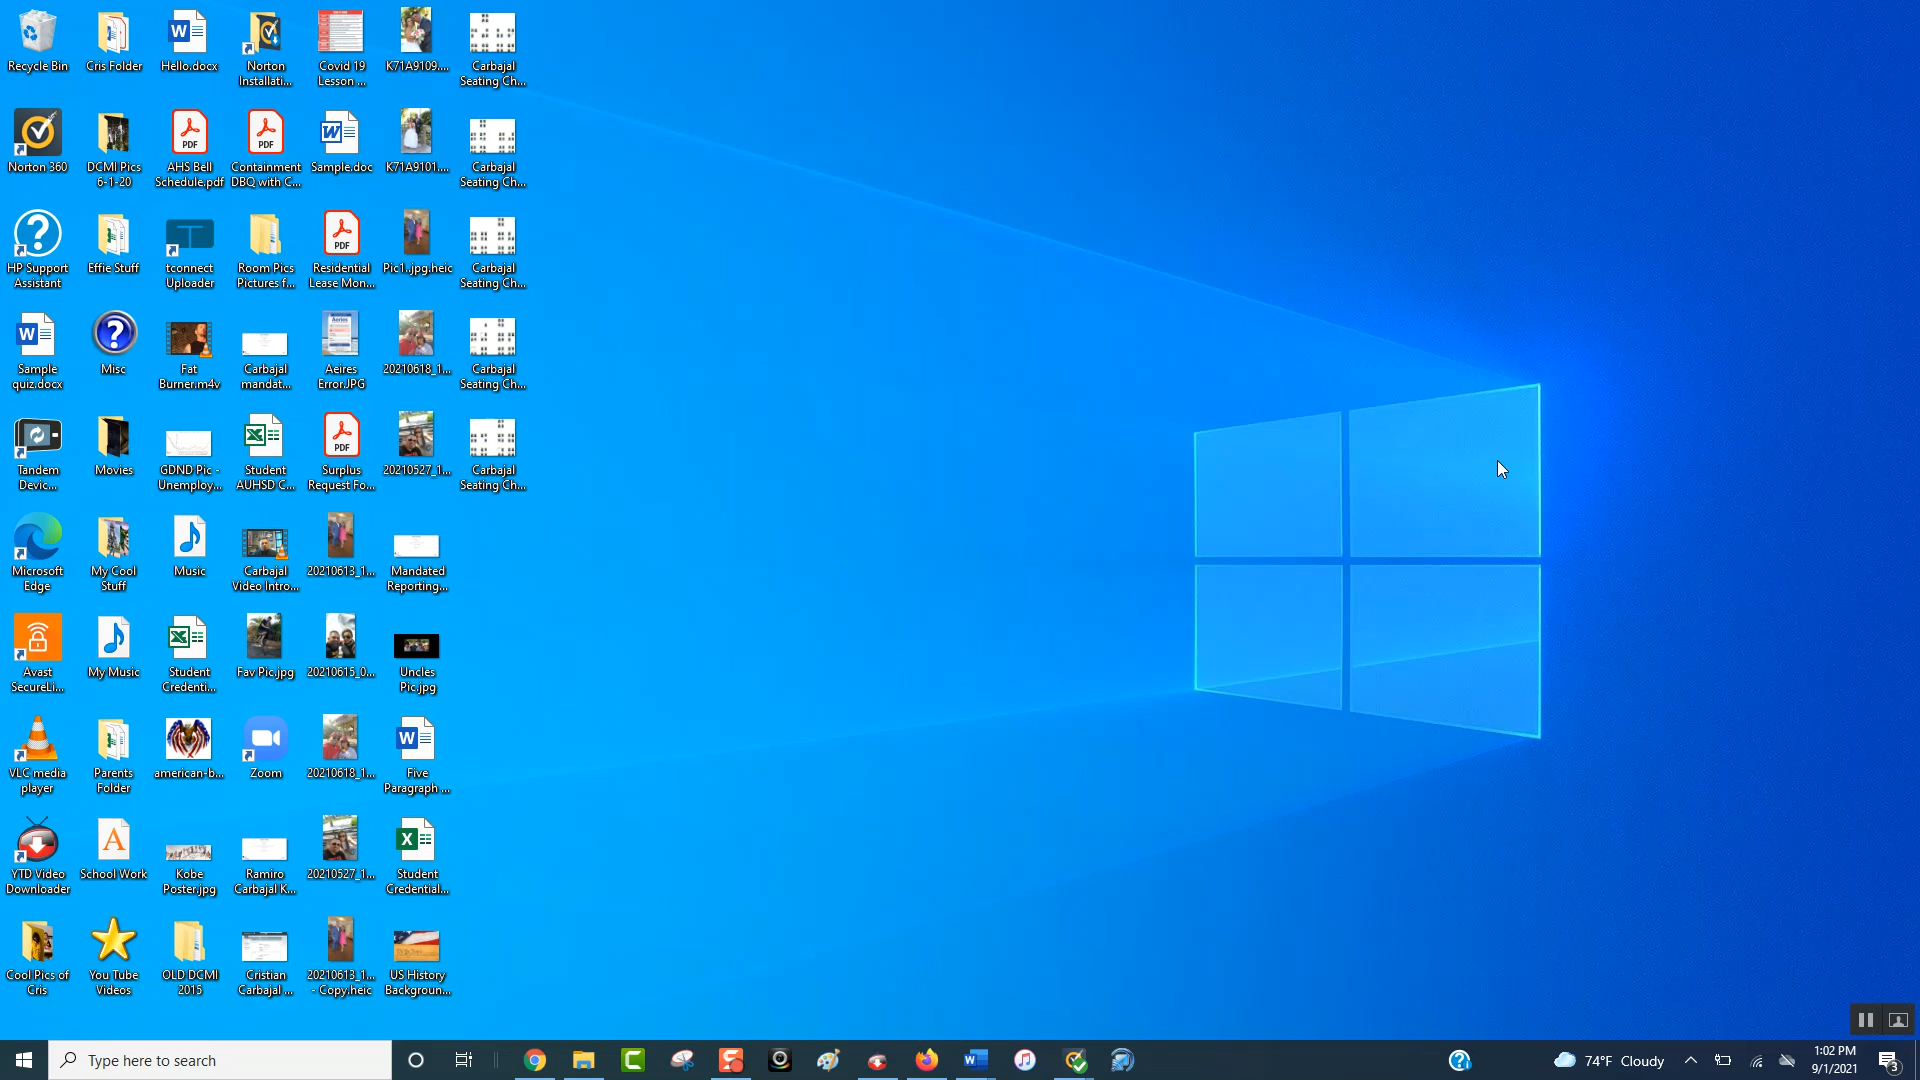 Recycle Bin
Cris Folder
Hello.docx
Norton
Installati...
Covid 19
Lesson ...
K71A9109....
Carbajal
Seating Ch...
Norton 360
DCMI Pics
6-1-20
PDF
AHS Bell
Schedule.pdf
PDF
Containment
DBQ with C...
Sample.doc
K71A9101....
Carbajal
Seating Ch...
HP Support
Assistant
Effie Stuff
tconnect
Uploader
Room Pics
Pictures f...
PDF
Residential
Lease Mon...
Pic1..jpg.heic
Carbajal
Seating Ch...
Sample
quiz.docx
Misc
Fat
Burner.m4v
Carbajal
mandat...
Aeries
Aeires
Error.JPG
20210618_1...
Carbajal
Seating Ch...
Tandem
Devic...
Movies
GDND Pic -
Unemploy...
Student
AUHSD C...
PDF
Surplus
Request Fo...
20210527_1...
Carbajal
Seating Ch...
Microsoft
Edge
My Cool
Stuff
Music
Carbajal
Video Intro...
20210613_1...
Mandated
Reporting...
Avast
SecureLi...
My Music
Student
Credenti...
Fav Pic.jpg
20210615_0...
Uncles
Pic.jpg
VLC media
player
Parents
Folder
american-b...
Zoom
20210618_1...
Five
Paragraph ...
YTD Video
Downloader
School Work
Kobe
Poster.jpg
Ramiro
Carbajal K...
20210527_1...
Student
Credential...
Cool Pics of
Cris
You Tube
Videos
OLD DCMI
2015
Cristian
Carbajal ...
20210613_1...
- Copy.heic
US History
Backgroun...
Type here to search
74°F Cloudy
1:02 PM
9/1/2021
3